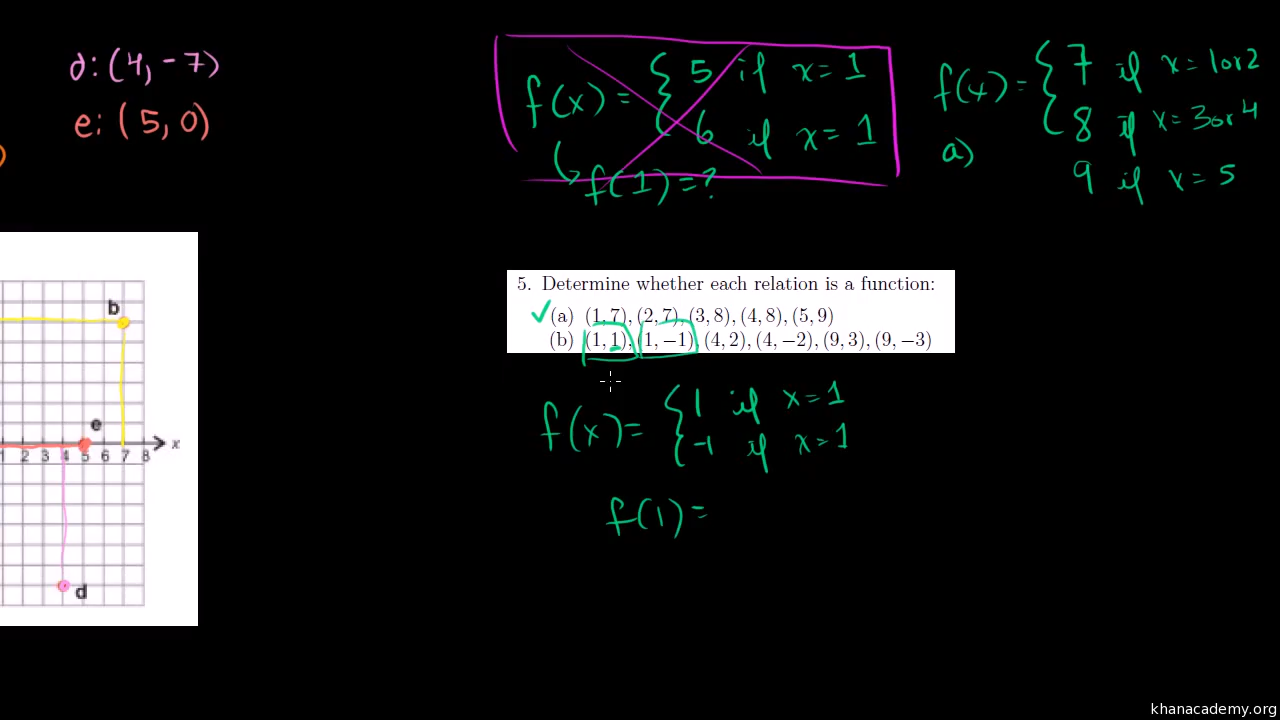 d: (4, -7)
e: (5, 0)
f(x) = { 5 if x = 1
6 if x = 1
f(1) = ?
f(x) = { 7 if x = 1 or 2
8 if x = 3 or 4
9 if x = 5
a)
b
e
x
1 2 3 4 5 6 7 8
d
5. Determine whether each relation is a function:
✓(a) (1, 7), (2, 7), (3, 8), (4, 8), (5, 9)
(b) (1, 1), (1, −1), (4, 2), (4, −2), (9, 3), (9, −3)
f(x) = { 1 if x = 1
-1 if x = 1
f(1) =
khanacademy.org